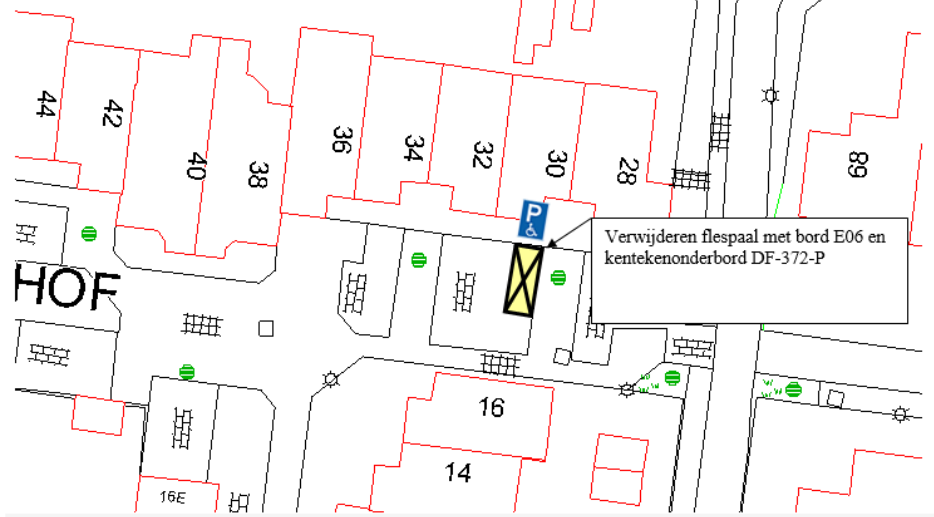 44
42
40
38
36
34
32
30
28
89
P
Verwijderen flespaal met bord E06 en
kentekenonderbord DF-372-P
HOF
16
14
16E